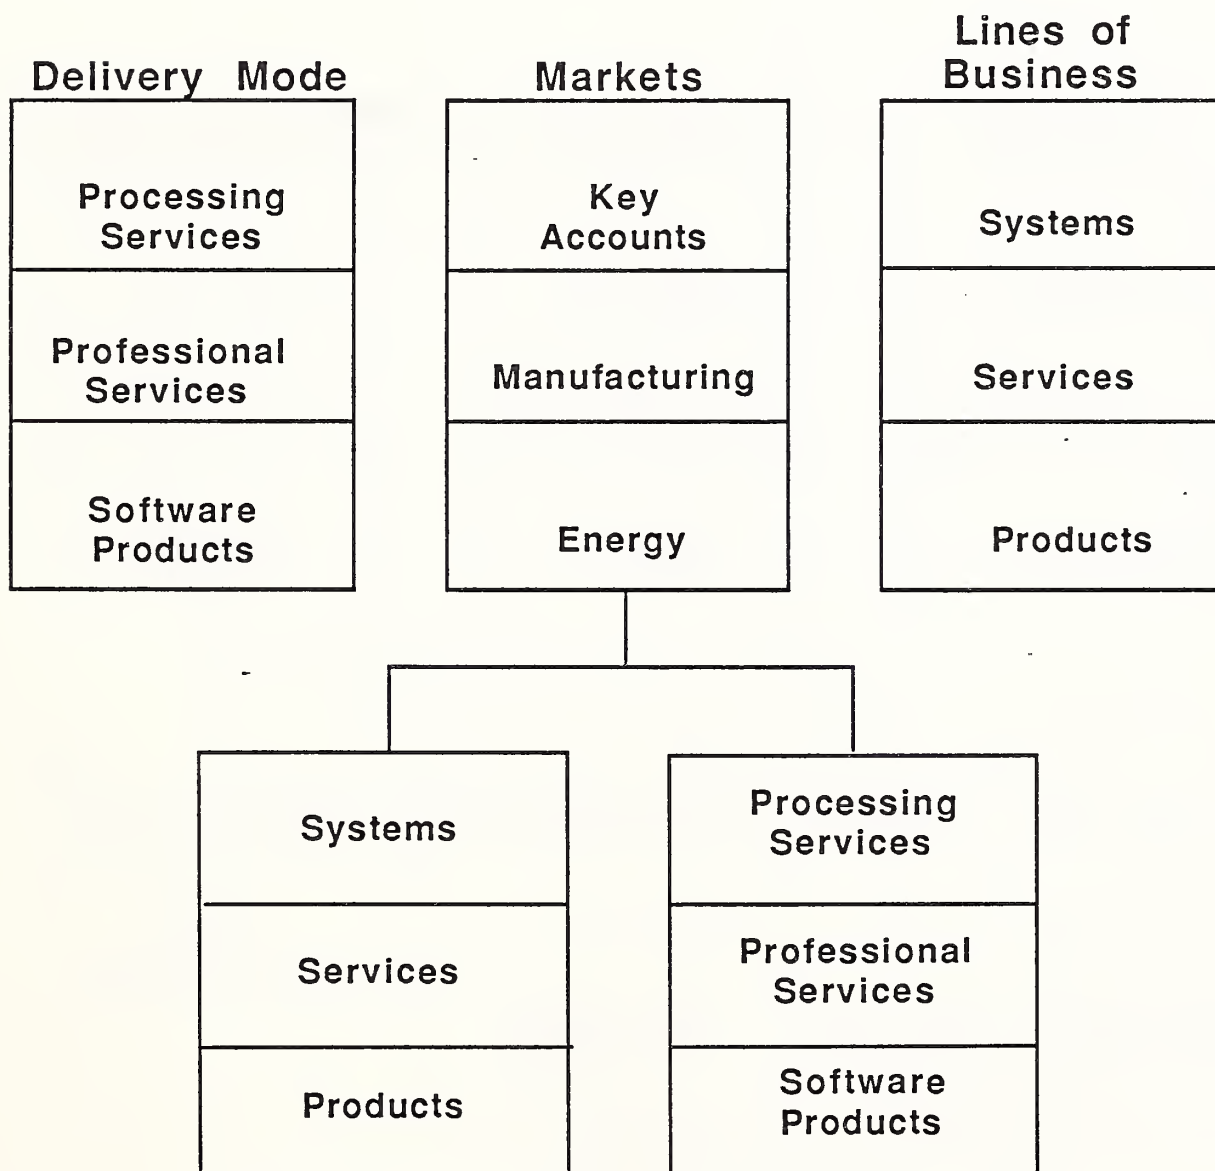 Delivery Mode
Processing
Services
Professional
Services
Software
Products
Markets
Key
Accounts
Manufacturing
Energy
Lines of
Business
Systems
Services
Products
Systems
Services
Products
Processing
Services
Professional
Services
Software
Products